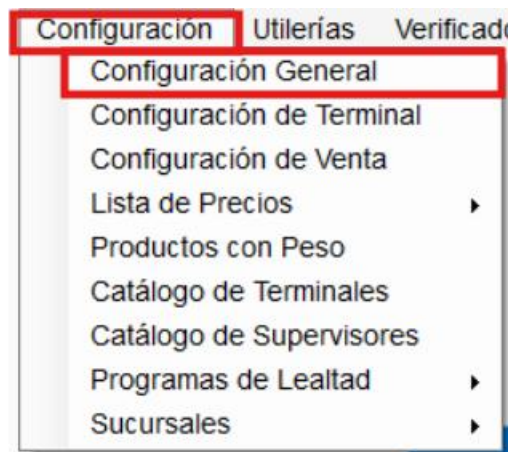 Configuración Utilerías Verificado
Configuración General
Configuración de Terminal
Configuración de Venta
Lista de Precios
Productos con Peso
Catálogo de Terminales
Catálogo de Supervisores
Programas de Lealtad
Sucursales